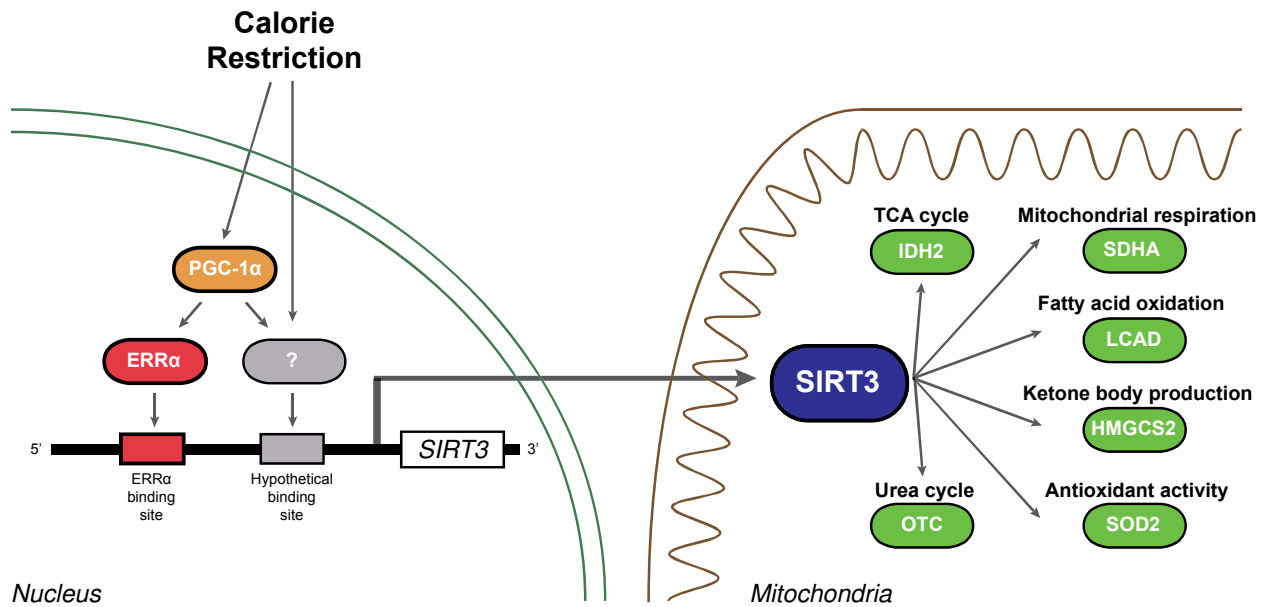 Calorie
Restriction
PGC-1α
ERRα
?
5’
SIRT3
3’
ERRα
binding
site
Hypothetical
binding
site
Nucleus
TCA cycle
IDH2
Mitochondrial respiration
SDHA
Fatty acid oxidation
LCAD
SIRT3
Ketone body production
HMGCS2
Urea cycle
OTC
Antioxidant activity
SOD2
Mitochondria